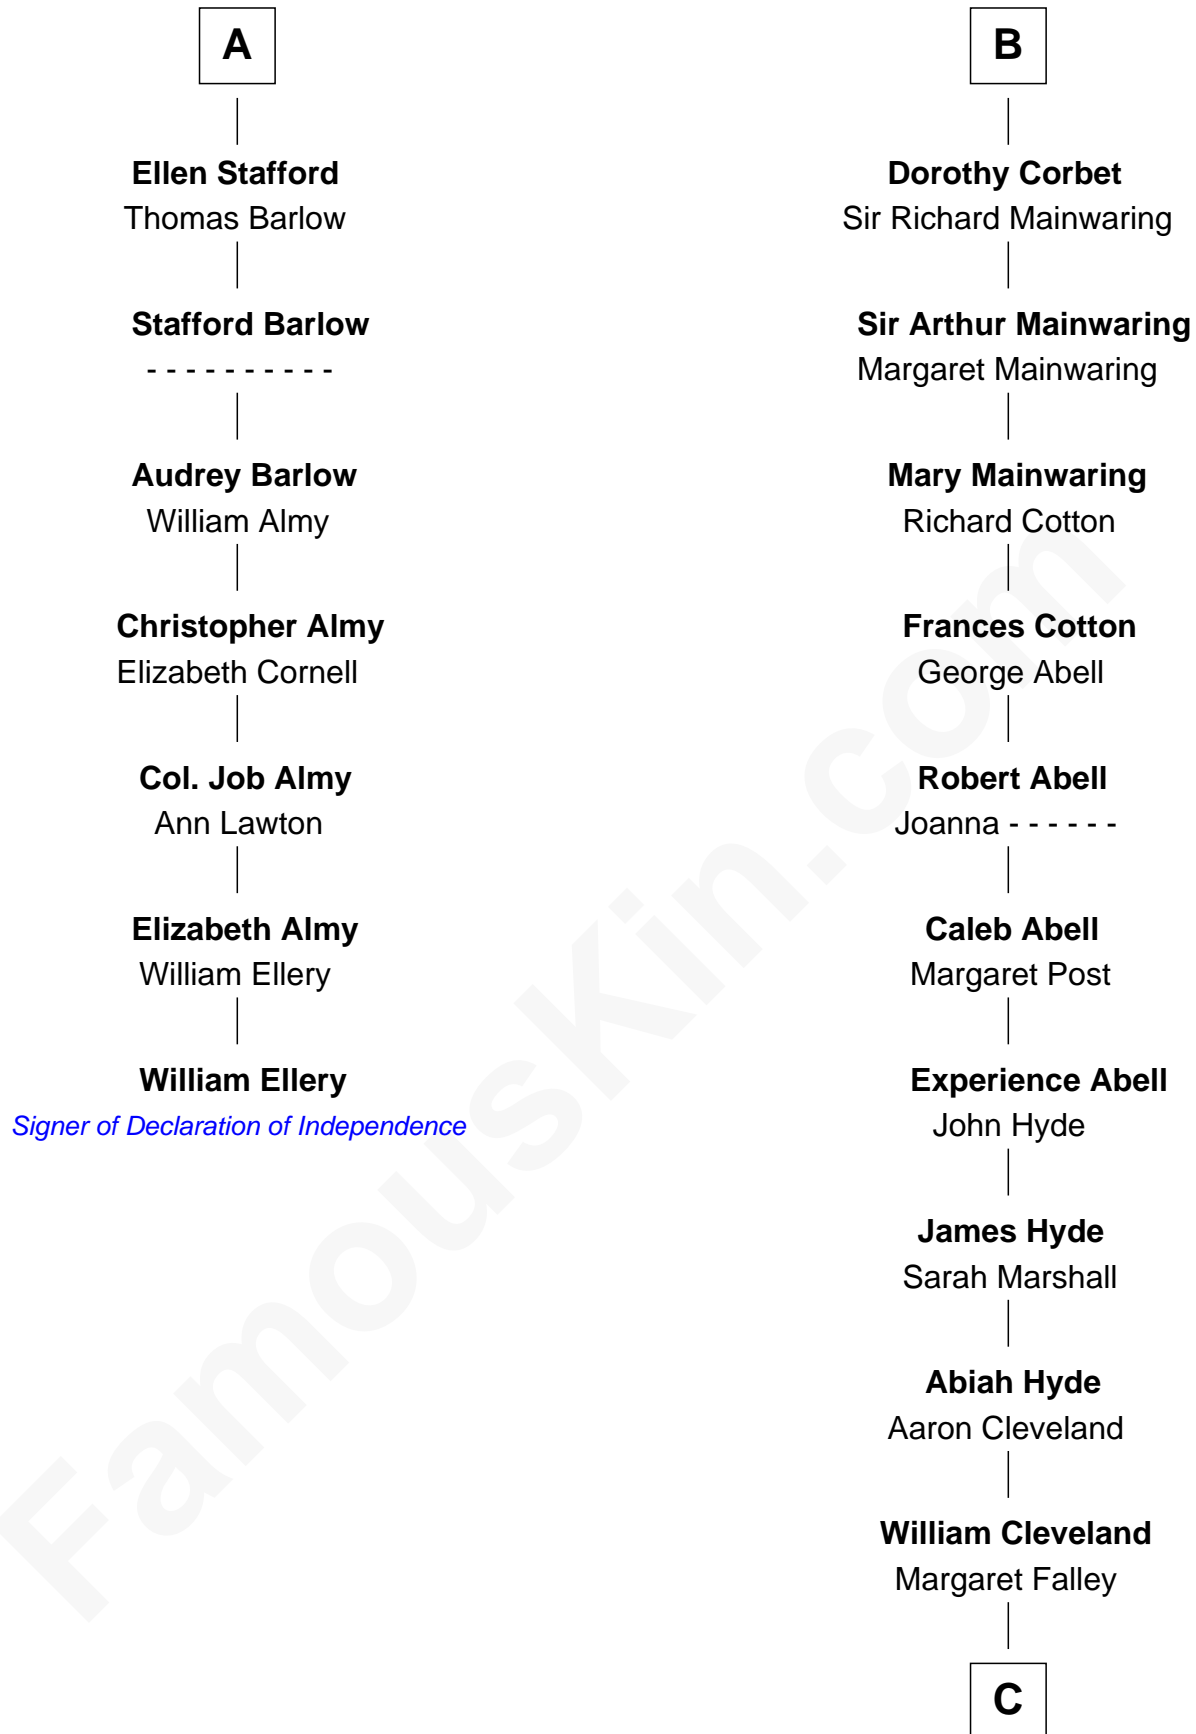 A
Ellen Stafford
Thomas Barlow
Stafford Barlow
- - - - - - - - - -
Audrey Barlow
William Almy
Christopher Almy
Elizabeth Cornell
Col. Job Almy
Ann Lawton
Elizabeth Almy
William Ellery
William Ellery
Signer of Declaration of Independence
B
Dorothy Corbet
Sir Richard Mainwaring
Sir Arthur Mainwaring
Margaret Mainwaring
Mary Mainwaring
Richard Cotton
Frances Cotton
George Abell
Robert Abell
Joanna - - - - - -
Caleb Abell
Margaret Post
Experience Abell
John Hyde
James Hyde
Sarah Marshall
Abiah Hyde
Aaron Cleveland
William Cleveland
Margaret Falley
C
FamousKin.com